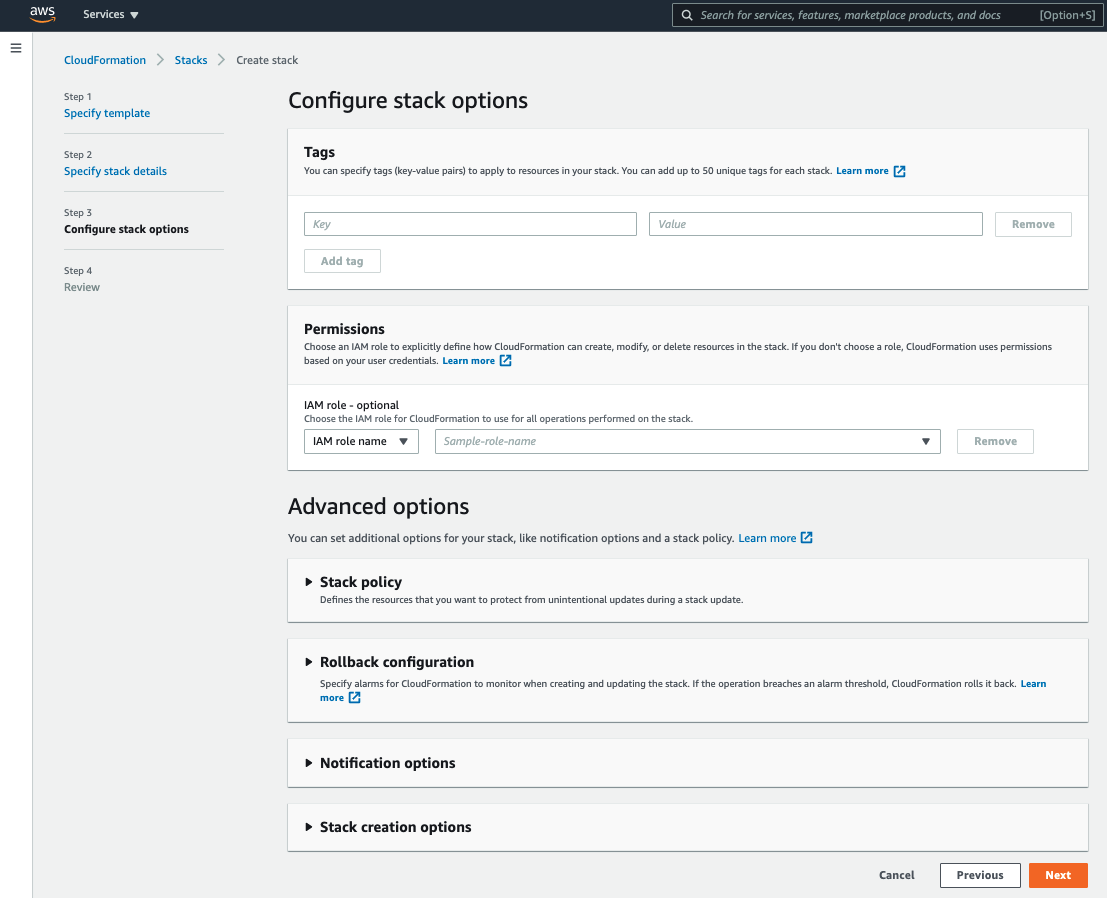 aws
Services
Search for services, features, marketplace products, and docs
[Option+S]
CloudFormation
Stacks
Create stack
Step 1
Specify template
Step 2
Specify stack details
Step 3
Configure stack options
Step 4
Review
Configure stack options
Tags
You can specify tags (key-value pairs) to apply to resources in your stack. You can add up to 50 unique tags for each stack. Learn more
Key
Value
Remove
Add tag
Permissions
Choose an IAM role to explicitly define how CloudFormation can create, modify, or delete resources in the stack. If you don't choose a role, CloudFormation uses permissions
based on your user credentials. Learn more
IAM role - optional
Choose the IAM role for CloudFormation to use for all operations performed on the stack.
IAM role name
Sample-role-name
Remove
Advanced options
You can set additional options for your stack, like notification options and a stack policy. Learn more
Stack policy
Defines the resources that you want to protect from unintentional updates during a stack update.
Rollback configuration
Specify alarms for CloudFormation to monitor when creating and updating the stack. If the operation breaches an alarm threshold, CloudFormation rolls it back. Learn
more
Notification options
Stack creation options
Cancel
Previous
Next